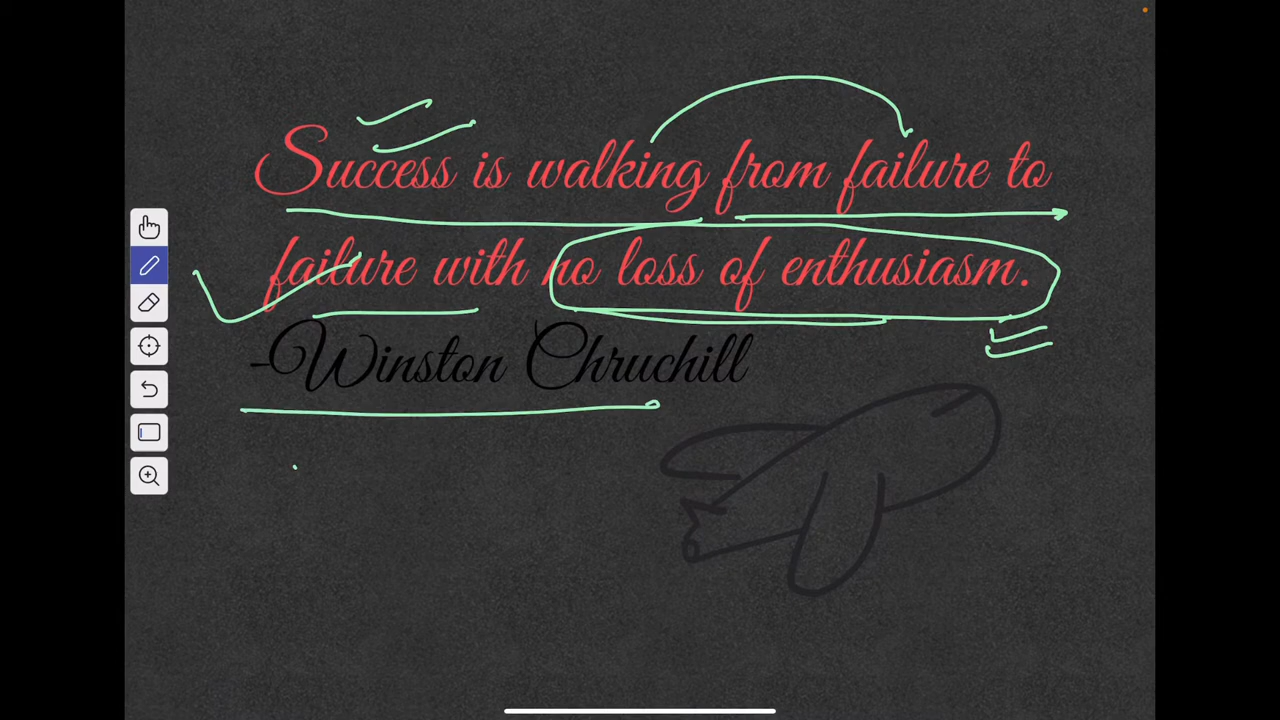 Success is walking from failure to
failure with no loss of enthusiasm.
-Winston Chruchill